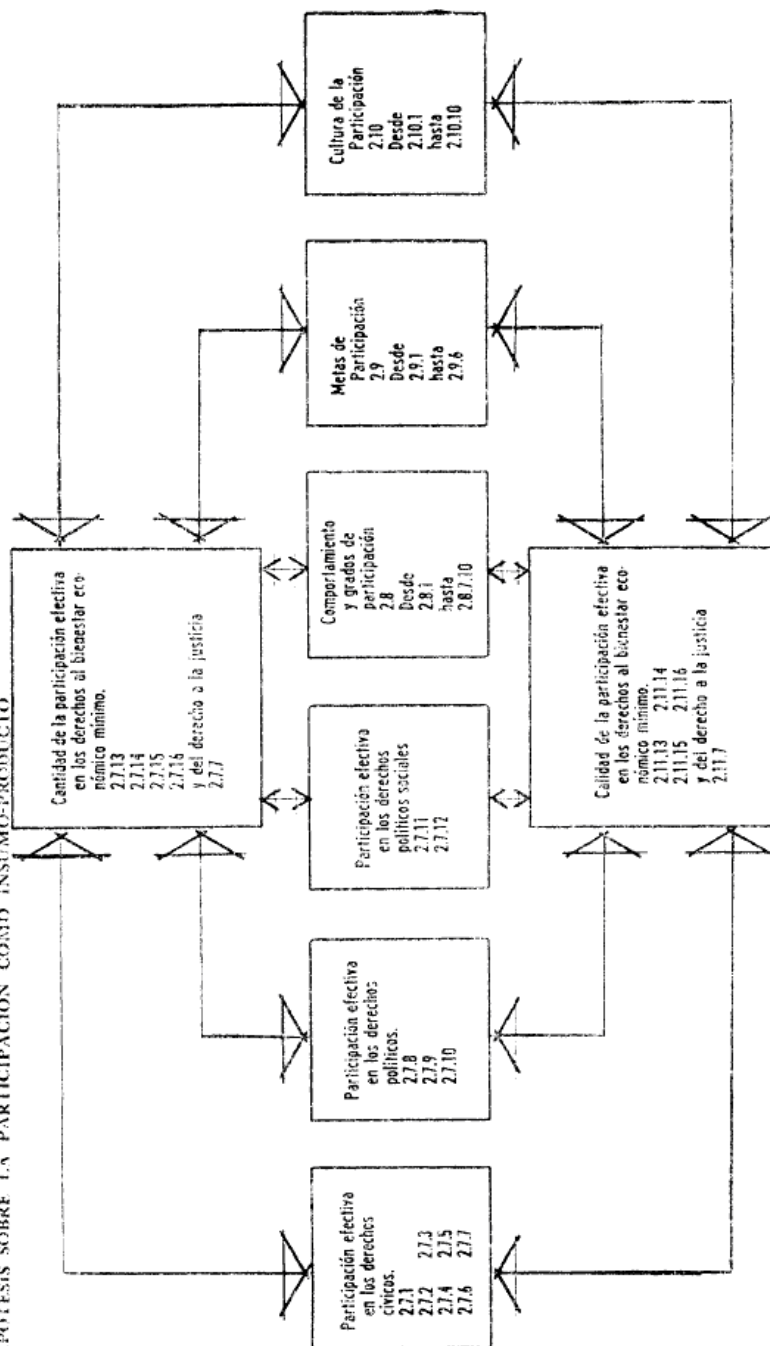 POTESIS SOBRE LA PARTICIPACION COMO INSUMO-PRODUCTO
Cantidad de la participación efectiva
en los derechos al bienestar eco-
nómico mínimo.
2.7.13
2.7.14
2.7.15
2.7.16
y del derecho a la justicia
2.7.7
Participación efectiva
en los derechos
cívicos.
2.7.1
2.7.2 2.7.3
2.7.4 2.7.5
2.7.6 2.7.7
Participación efectiva
en los derechos
políticos.
2.7.8
2.7.9
2.7.10
Participación efectiva
en los derechos
políticos sociales
2.7.11
2.7.12
Comportamiento
y grados de
participación
2.8
Desde
2.8.1
hasta
2.8.7.10
Metas de
Participación
2.9
Desde
2.9.1
hasta
2.9.6
Cultura de la
Participación
2.10
Desde
2.10.1
hasta
2.10.10
Calidad de la participación efectiva
en los derechos al bienestar eco-
nómico mínimo.
2.11.13 2.11.14
2.11.15 2.11.16
y del derecho a la justicia
2.11.7